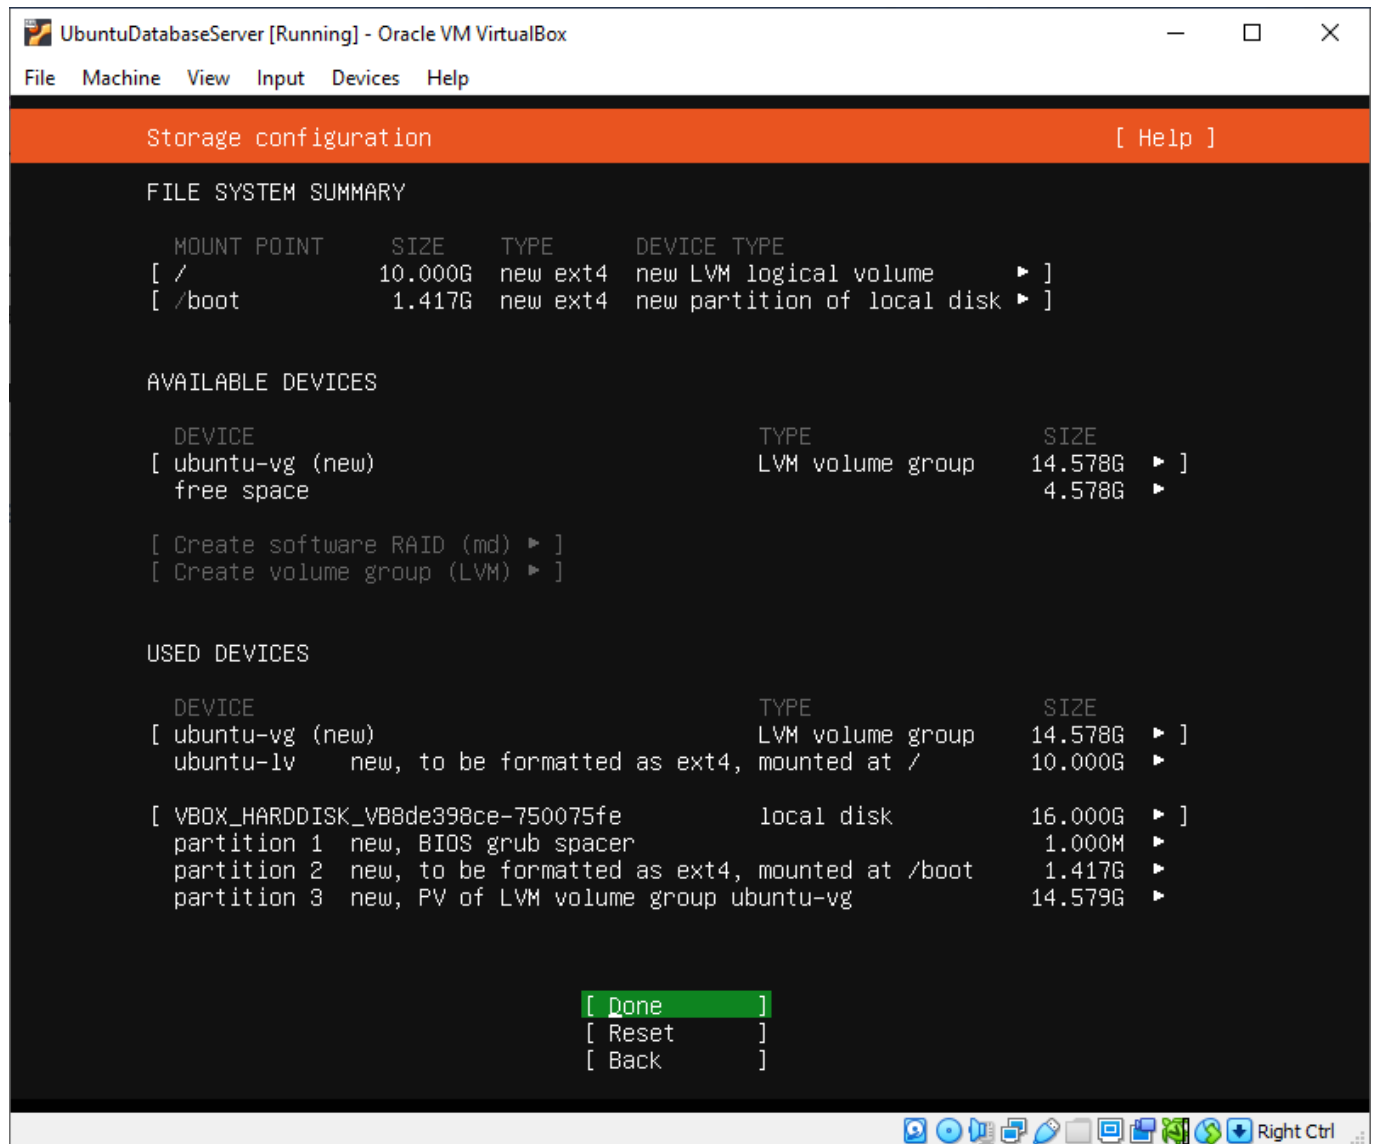 UbuntuDatabaseServer [Running] - Oracle VM VirtualBox
File Machine View Input Devices Help
Storage configuration [ Help ]
FILE SYSTEM SUMMARY
MOUNT POINT SIZE TYPE DEVICE TYPE
[ / 10.000G new ext4 new LVM logical volume ▸ ]
[ /boot 1.417G new ext4 new partition of local disk ▸ ]
AVAILABLE DEVICES
DEVICE TYPE SIZE
[ ubuntu-vg (new) LVM volume group 14.578G ▸ ]
free space 4.578G ▸
[ Create software RAID (md) ▸ ]
[ Create volume group (LVM) ▸ ]
USED DEVICES
DEVICE TYPE SIZE
[ ubuntu-vg (new) LVM volume group 14.578G ▸ ]
ubuntu-lv new, to be formatted as ext4, mounted at / 10.000G ▸
[ VBOX_HARDDISK_VB8de398ce-750075fe local disk 16.000G ▸ ]
partition 1 new, BIOS grub spacer 1.000M ▸
partition 2 new, to be formatted as ext4, mounted at /boot 1.417G ▸
partition 3 new, PV of LVM volume group ubuntu-vg 14.579G ▸
[ Done ]
[ Reset ]
[ Back ]
Right Ctrl